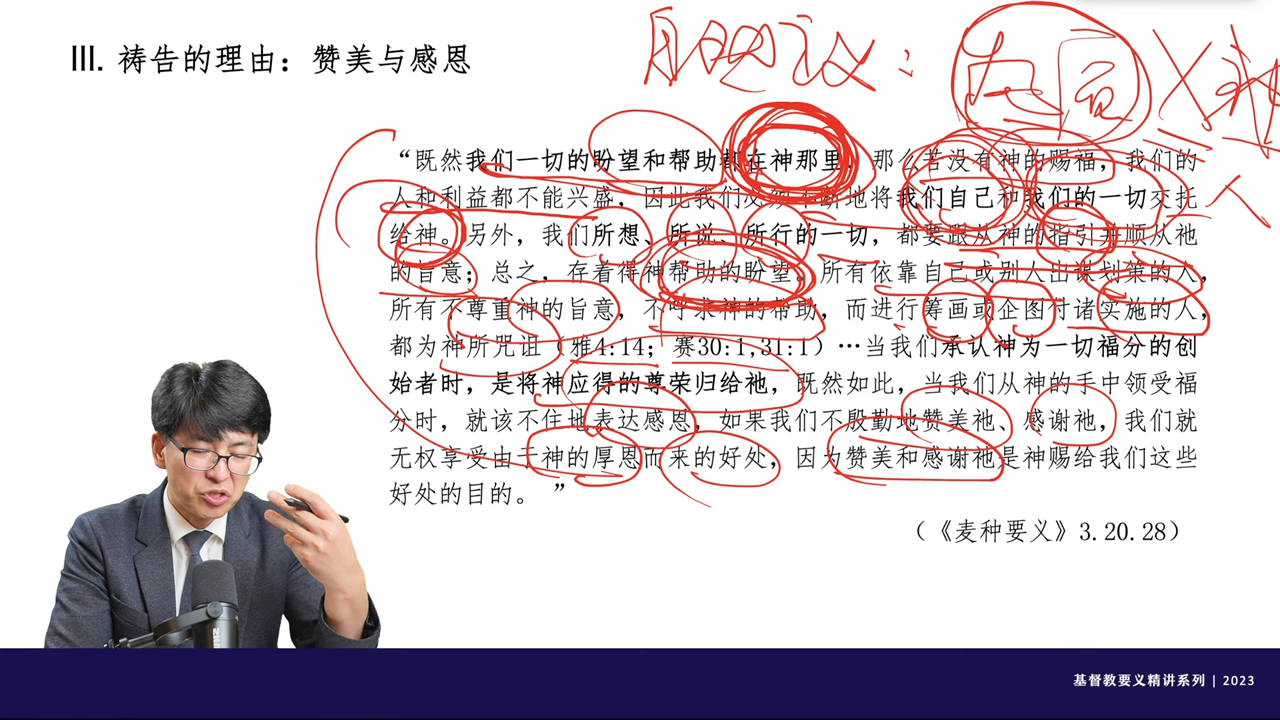 III. 祷告的理由：赞美与感恩
“既然我们一切的盼望和帮助都在神那里，那么若没有神的赐福，我们的
人和利益都不能兴盛，因此我们必须不断地将我们自己和我们的一切交托
给神。另外，我们所想、所说、所行的一切，都要跟从神的指引并顺从祂
的旨意；总之，存着得神帮助的盼望。所有依靠自己或别人出谋划策的人，
所有不尊重神的旨意，不呼求神的帮助，而进行筹画或企图付诸实施的人，
都为神所咒诅（雅4:14；赛30:1,31:1）…当我们承认神为一切福分的创
始者时，是将神应得的尊荣归给祂，既然如此，当我们从神的手中领受福
分时，就该不住地表达感恩，如果我们不殷勤地赞美祂、感谢祂，我们就
无权享受由于神的厚恩而来的好处，因为赞美和感谢祂是神赐给我们这些
好处的目的。 ”
（《麦种要义》3.20.28）
基督教要义精讲系列 | 2023